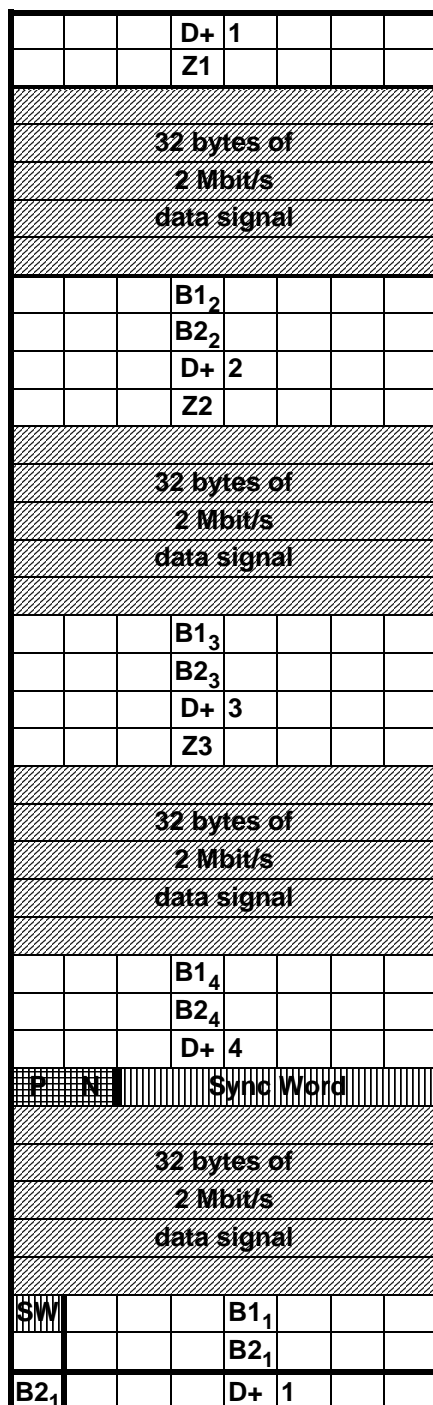 D+ 1
Z1
32 bytes of
2 Mbit/s
data signal
B1₂
B2₂
D+ 2
Z2
32 bytes of
2 Mbit/s
data signal
B1₃
B2₃
D+ 3
Z3
32 bytes of
2 Mbit/s
data signal
B1₄
B2₄
D+ 4
P N Sync Word
32 bytes of
2 Mbit/s
data signal
SW B1₁
B2₁
B2₁ D+ 1